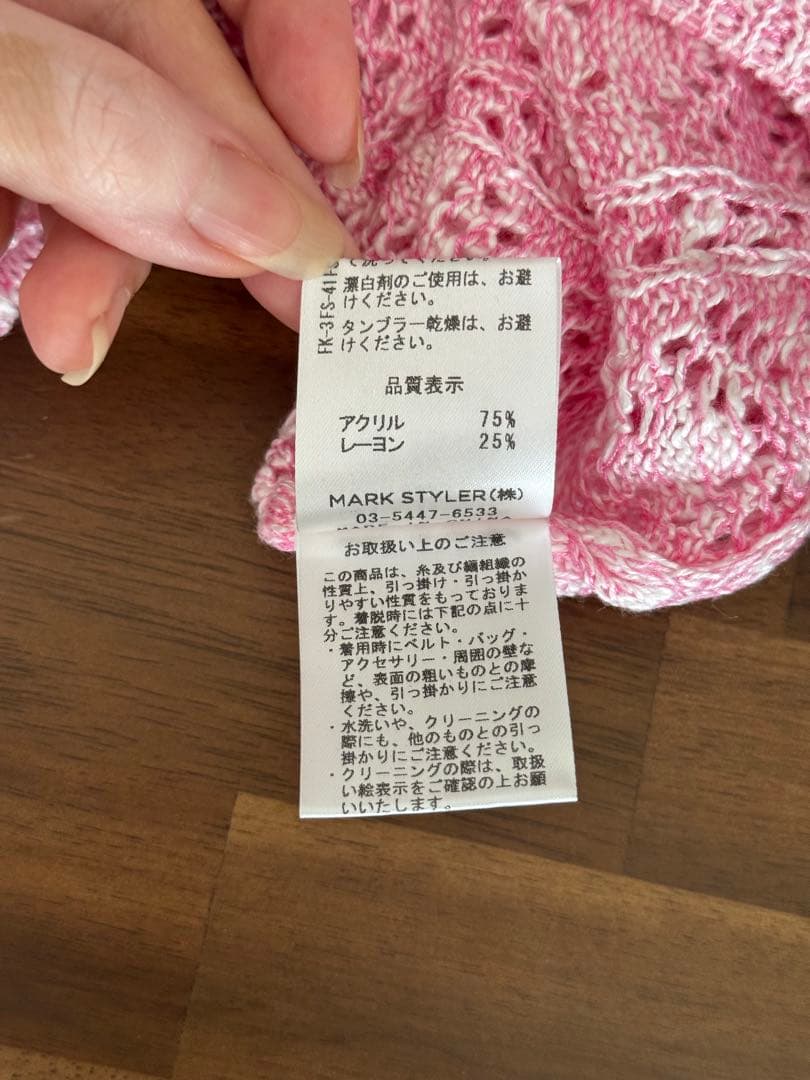 て洗ってください。
漂白剤のご使用は、お避
けください。
タンブラー乾燥は、お避
けください。
品質表示
アクリル 75%
レーヨン 25%
MARK STYLER(株)
03-5447-6533
お取扱い上のご注意
この商品は、糸及び編組織の
性質上、引っ掛け・引っ掛か
りやすい性質をもっておりま
す。着脱時には下記の点に十
分ご注意ください。
・着用時にベルト・バッグ・
アクセサリー・周囲の壁な
ど、表面の粗いものとの摩
擦や、引っ掛かりにご注意
ください。
・水洗いや、クリーニングの
際にも、他のものとの引っ
掛かりにご注意ください。
・クリーニングの際は、取扱
い絵表示をご確認の上お願
いいたします。